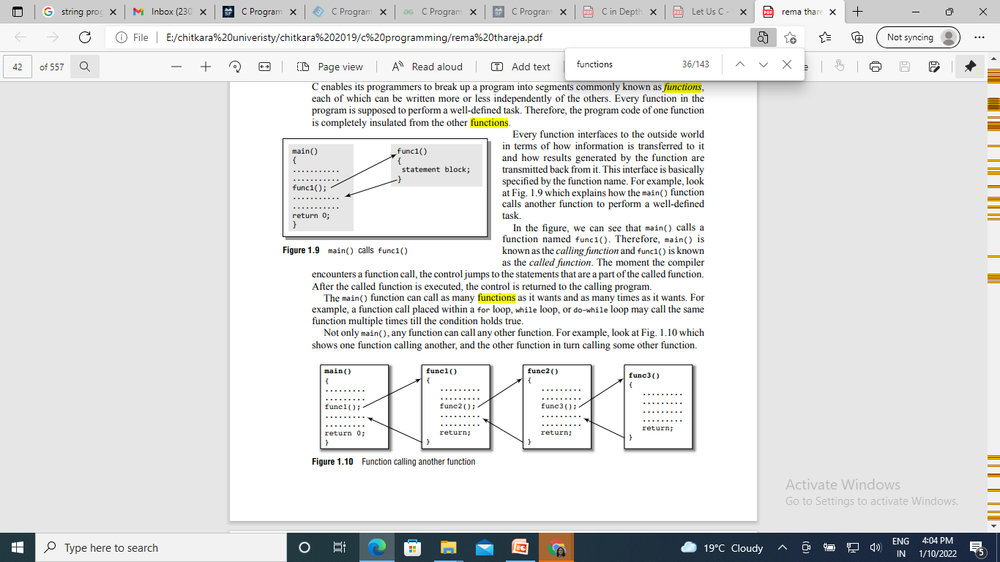 string prog
Inbox (230
C Program
C Program
C Program
C Program
C in Depth
Let Us C -
rema thare
File
E:/chitkara%20univeristy/chitkara%202019/c%20programming/rema%20thareja.pdf
Not syncing
42
of 557
Page view
Read aloud
Add text
functions
36/143
C enables its programmers to break up a program into segments commonly known as functions,
each of which can be written more or less independently of the others. Every function in the
program is supposed to perform a well-defined task. Therefore, the program code of one function
is completely insulated from the other functions.
main()
{
...........
...........
func1();
...........
...........
return 0;
}
func1()
{
statement block;
}
Figure 1.9 main() calls func1()
Every function interfaces to the outside world
in terms of how information is transferred to it
and how results generated by the function are
transmitted back from it. This interface is basically
specified by the function name. For example, look
at Fig. 1.9 which explains how the main() function
calls another function to perform a well-defined
task.
In the figure, we can see that main() calls a
function named func1(). Therefore, main() is
known as the calling function and func1() is known
as the called function. The moment the compiler
encounters a function call, the control jumps to the statements that are a part of the called function.
After the called function is executed, the control is returned to the calling program.
The main() function can call as many functions as it wants and as many times as it wants. For
example, a function call placed within a for loop, while loop, or do-while loop may call the same
function multiple times till the condition holds true.
Not only main(), any function can call any other function. For example, look at Fig. 1.10 which
shows one function calling another, and the other function in turn calling some other function.
main()
{
.........
.........
func1();
.........
.........
return 0;
}
func1()
{
.........
.........
func2();
.........
.........
return;
}
func2()
{
.........
.........
func3();
.........
.........
return;
}
func3()
{
.........
.........
.........
.........
return;
}
Figure 1.10 Function calling another function
Activate Windows
Go to Settings to activate Windows.
Type here to search
19°C Cloudy
ENG
IN
4:04 PM
1/10/2022
5